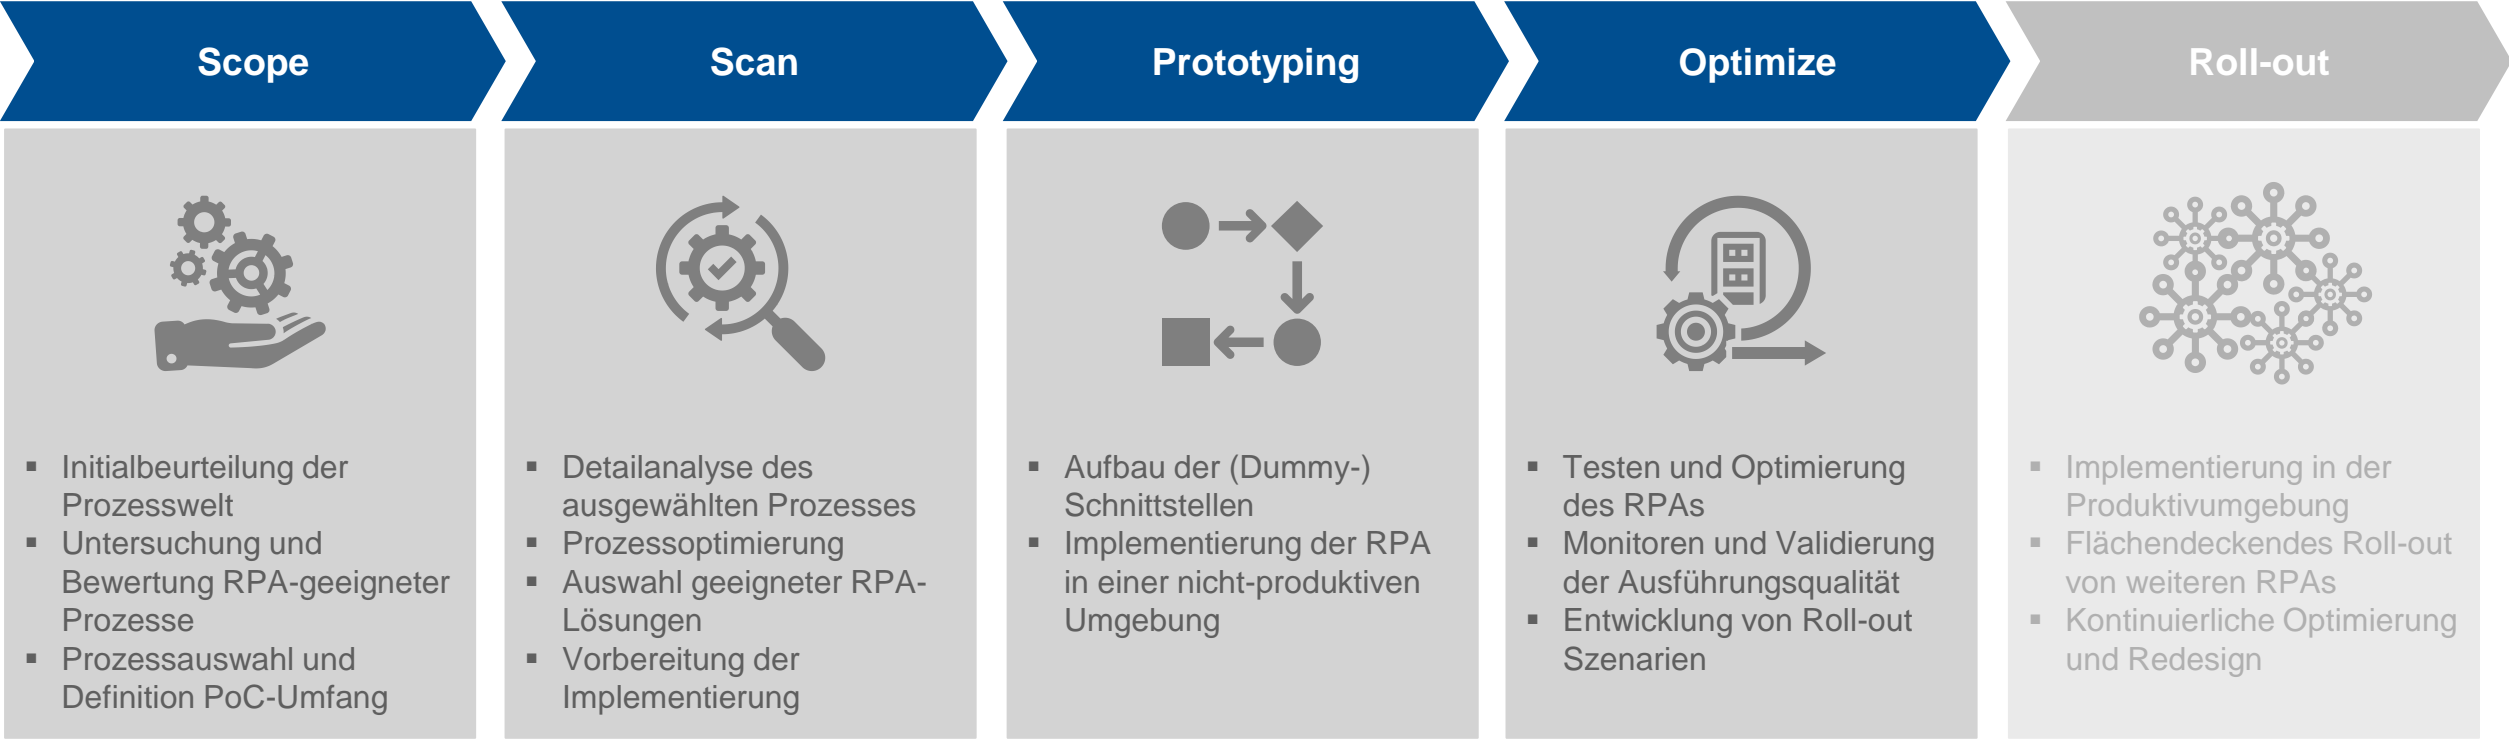 Scope
Scan
Prototyping
Optimize
Roll-out
▪ Initialbeurteilung der
Prozesswelt
▪ Untersuchung und
Bewertung RPA-geeigneter
Prozesse
▪ Prozessauswahl und
Definition PoC-Umfang
▪ Detailanalyse des
ausgewählten Prozesses
▪ Prozessoptimierung
▪ Auswahl geeigneter RPA-
Lösungen
▪ Vorbereitung der
Implementierung
▪ Aufbau der (Dummy-)
Schnittstellen
▪ Implementierung der RPA
in einer nicht-produktiven
Umgebung
▪ Testen und Optimierung
des RPAs
▪ Monitoren und Validierung
der Ausführungsqualität
▪ Entwicklung von Roll-out
Szenarien
▪ Implementierung in der
Produktivumgebung
▪ Flächendeckendes Roll-out
von weiteren RPAs
▪ Kontinuierliche Optimierung
und Redesign